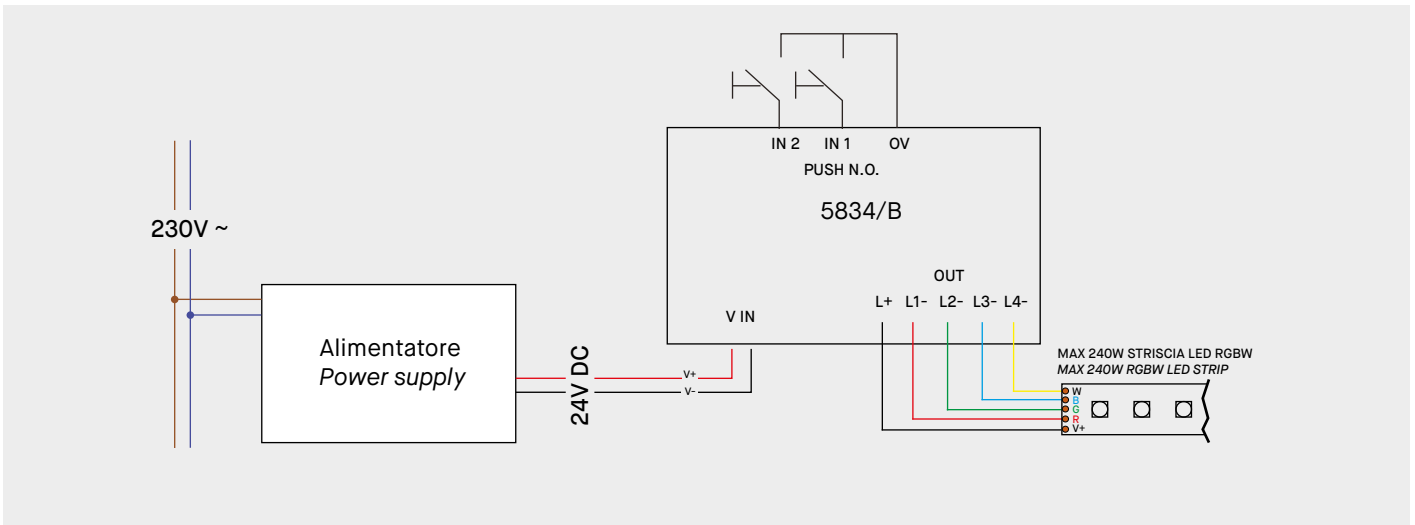 IN 2 IN 1 OV
PUSH N.O.
5834/B
230V ~
OUT
L+ L1- L2- L3- L4-
V IN
Alimentatore
Power supply
24V DC
V+
V-
MAX 240W STRISCIA LED RGBW
MAX 240W RGBW LED STRIP
W
B
G
R
V+